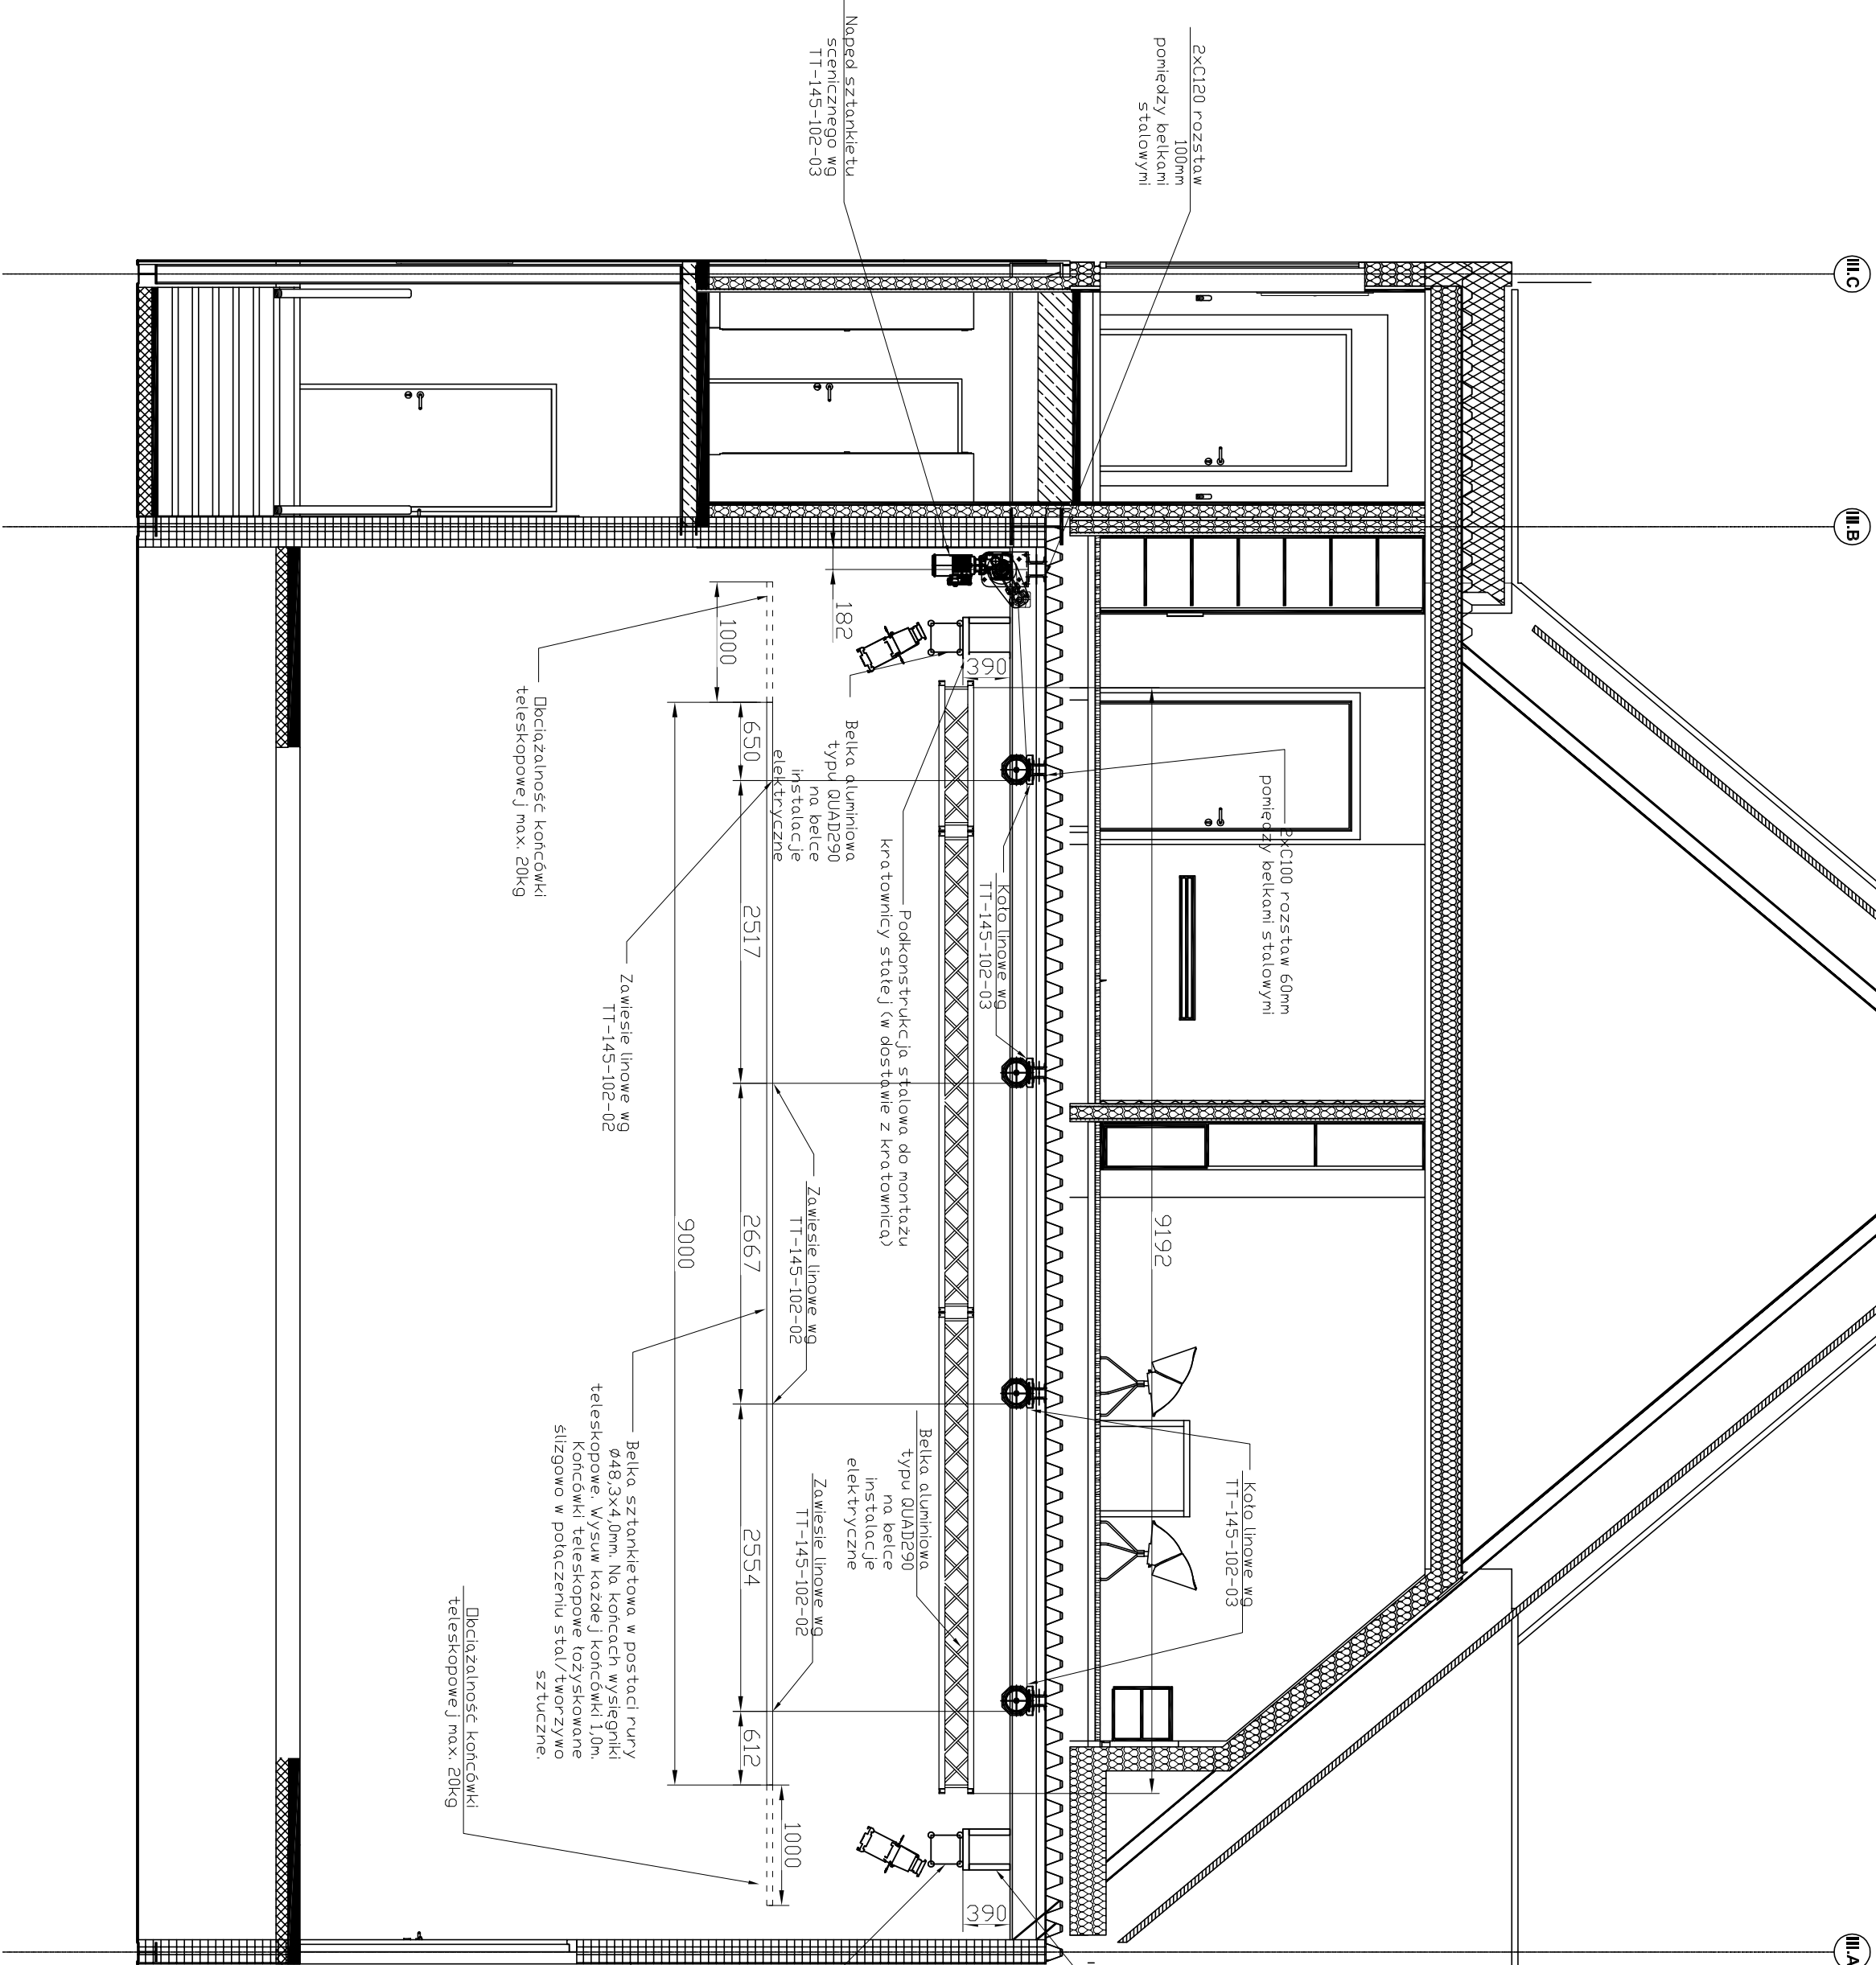 III.C
III.B
III.A
2xC120 rozstaw
100mm
pomiędzy belkami
stalowymi
Napęd sztankietu
scenicznego wg
TT-145-102-03
2xC100 rozstaw 60mm
pomiędzy belkami stalowymi
9192
Koło linowe wg
TT-145-102-03
Koło linowe wg
TT-145-102-03
390
390
182
1000
650
2517
2667
2554
612
1000
9000
Podkonstrukcja stalowa do montażu
kratownicy stałej (w dostawie z kratownicą)
Belka aluminiowa
typu QUAD290
na belce
instalacje
elektryczne
Belka aluminiowa
typu QUAD290
na belce
instalacje
elektryczne
Zawiesie linowe wg
TT-145-102-02
Zawiesie linowe wg
TT-145-102-02
Zawiesie linowe wg
TT-145-102-02
Obciążalność końcówki
teleskopowej max. 20kg
Belka sztankietowa w postaci rury
Ø48,3x4,0mm. Na końcach wysięgniki
teleskopowe. Wysuw każdej końcówki 1,0m.
Końcówki teleskopowe łożyskowane
ślizgowo w połączeniu stal/tworzywo
sztuczne.
Obciążalność końcówki
teleskopowej max. 20kg